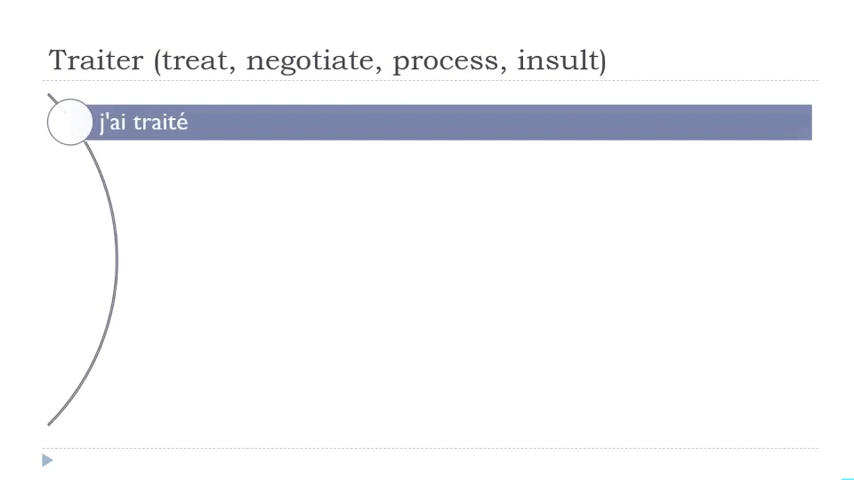 Traiter (treat, negotiate, process, insult)
j'ai traité